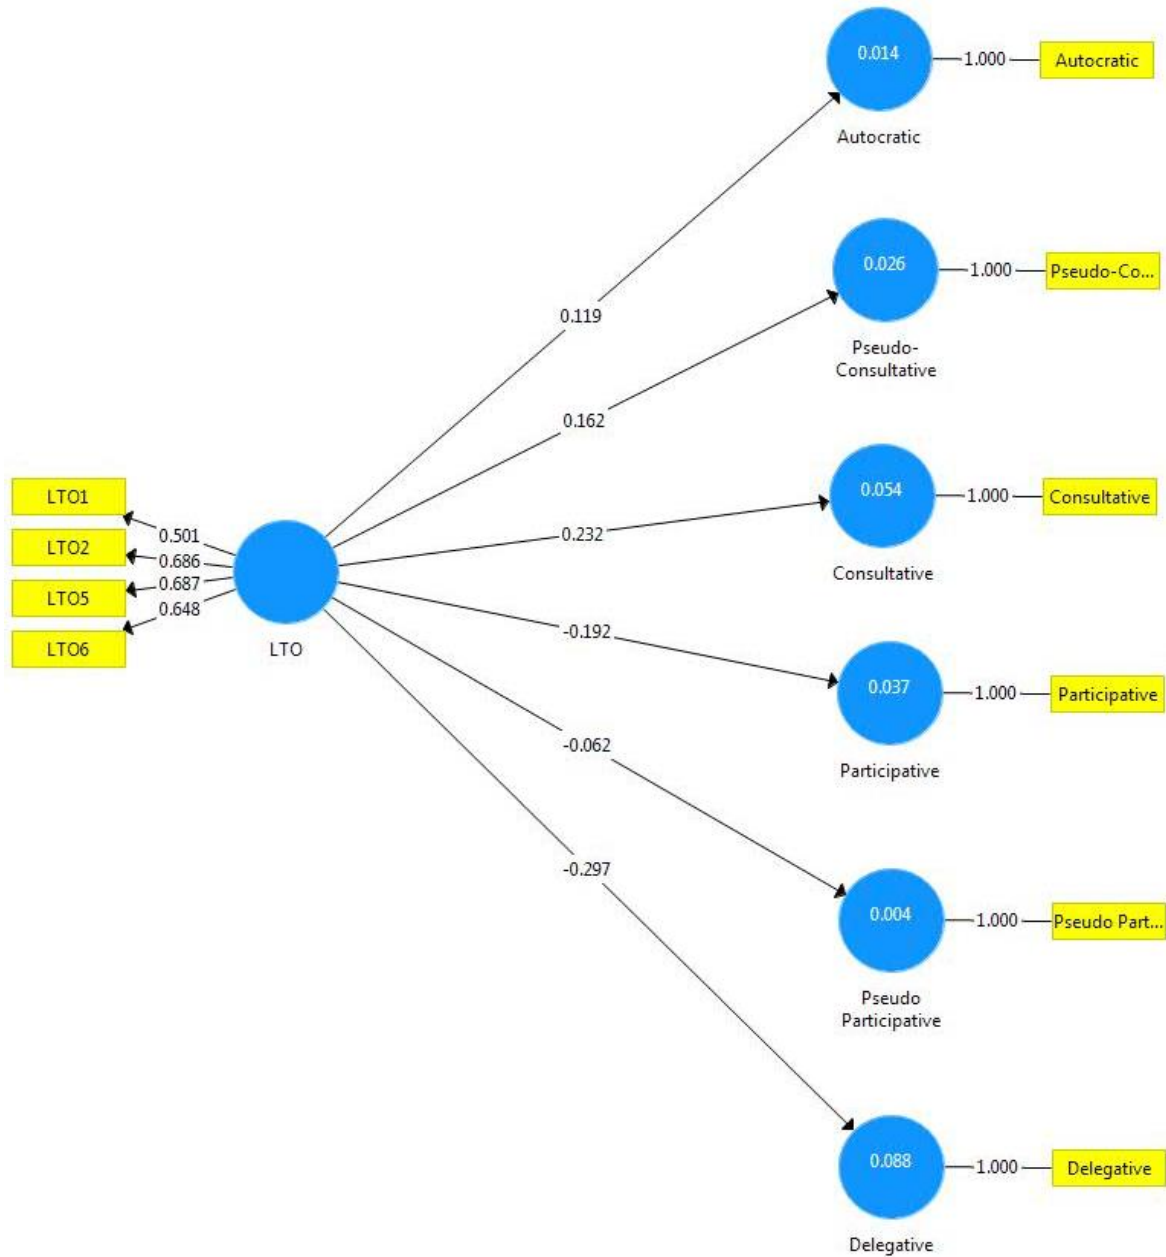 0.014
1.000
Autocratic
Autocratic
0.119
0.026
1.000
Pseudo-Co...
Pseudo-
Consultative
0.162
LTO1
0.501
LTO2
0.686
LTO5
0.687
LTO6
0.648
LTO
0.054
1.000
Consultative
0.232
Consultative
-0.192
0.037
1.000
Participative
Participative
-0.062
0.004
1.000
Pseudo Part...
Pseudo
Participative
-0.297
0.088
1.000
Delegative
Delegative